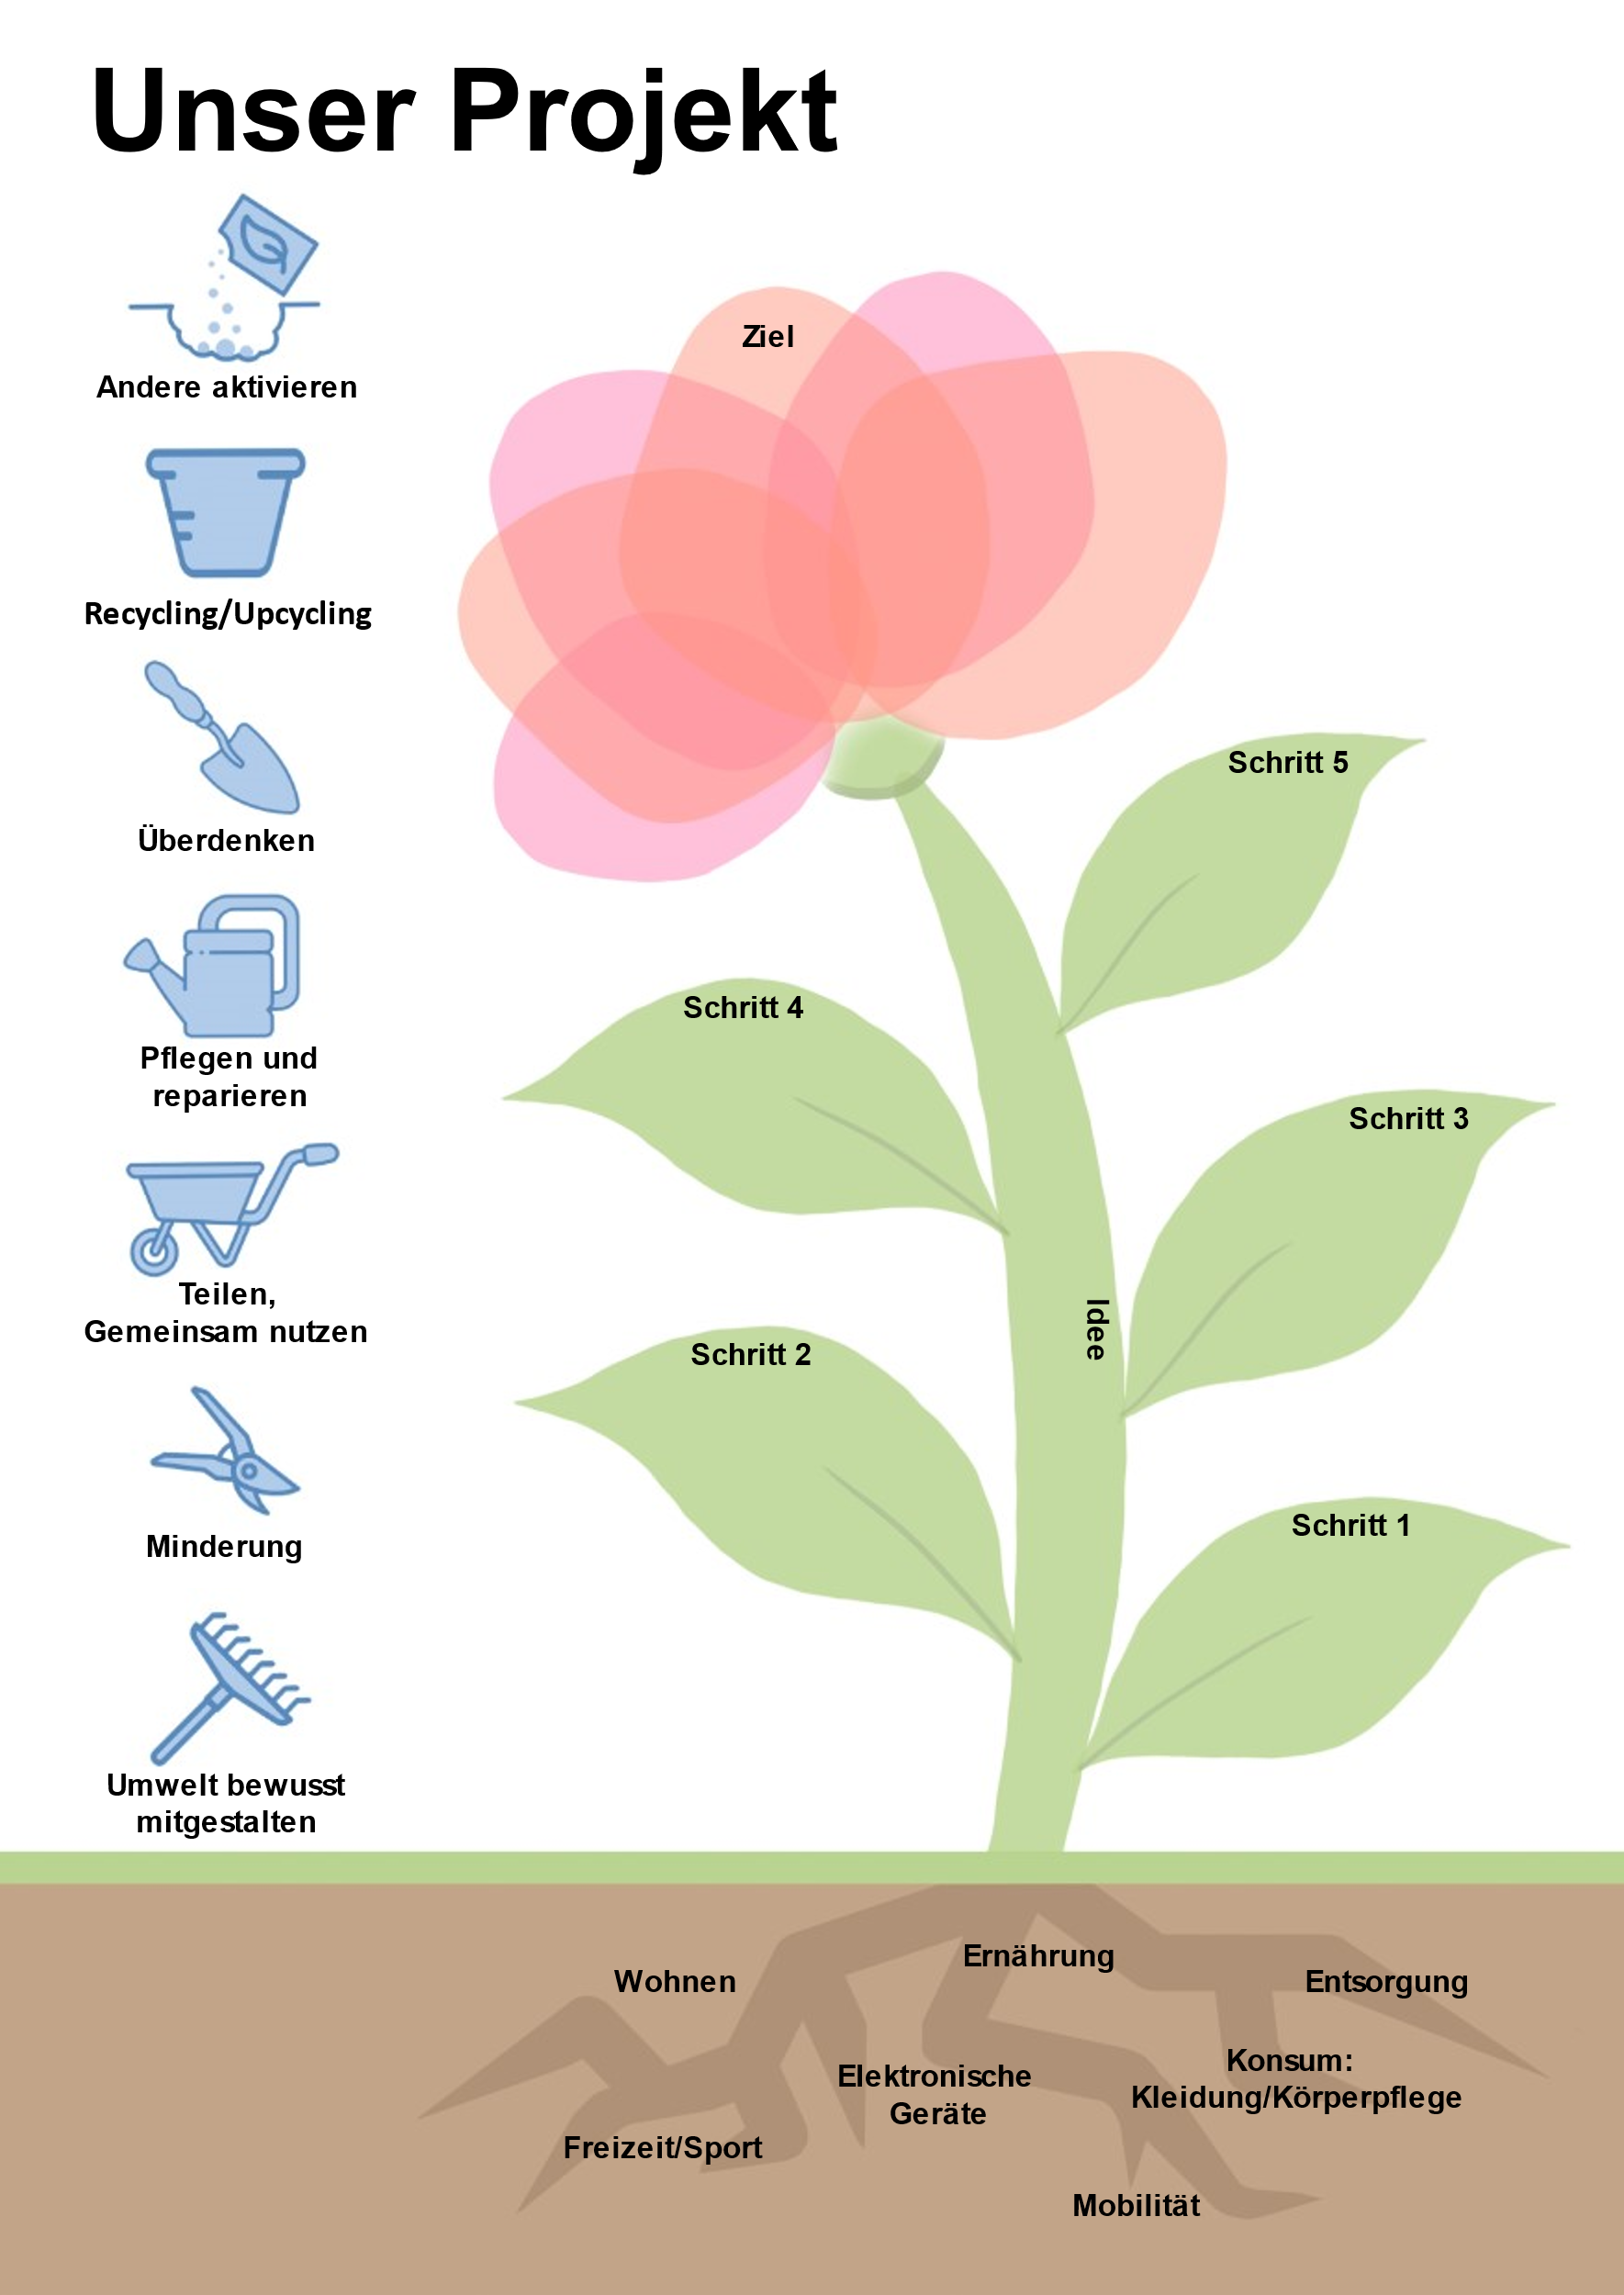 Unser Projekt
Andere aktivieren
Recycling/Upcycling
Überdenken
Pflegen und
reparieren
Teilen,
Gemeinsam nutzen
Minderung
Umwelt bewusst
mitgestalten
Ziel
Schritt 5
Schritt 4
Schritt 3
Idee
Schritt 2
Schritt 1
Wohnen
Ernährung
Entsorgung
Elektronische
Geräte
Konsum:
Kleidung/Körperpflege
Freizeit/Sport
Mobilität